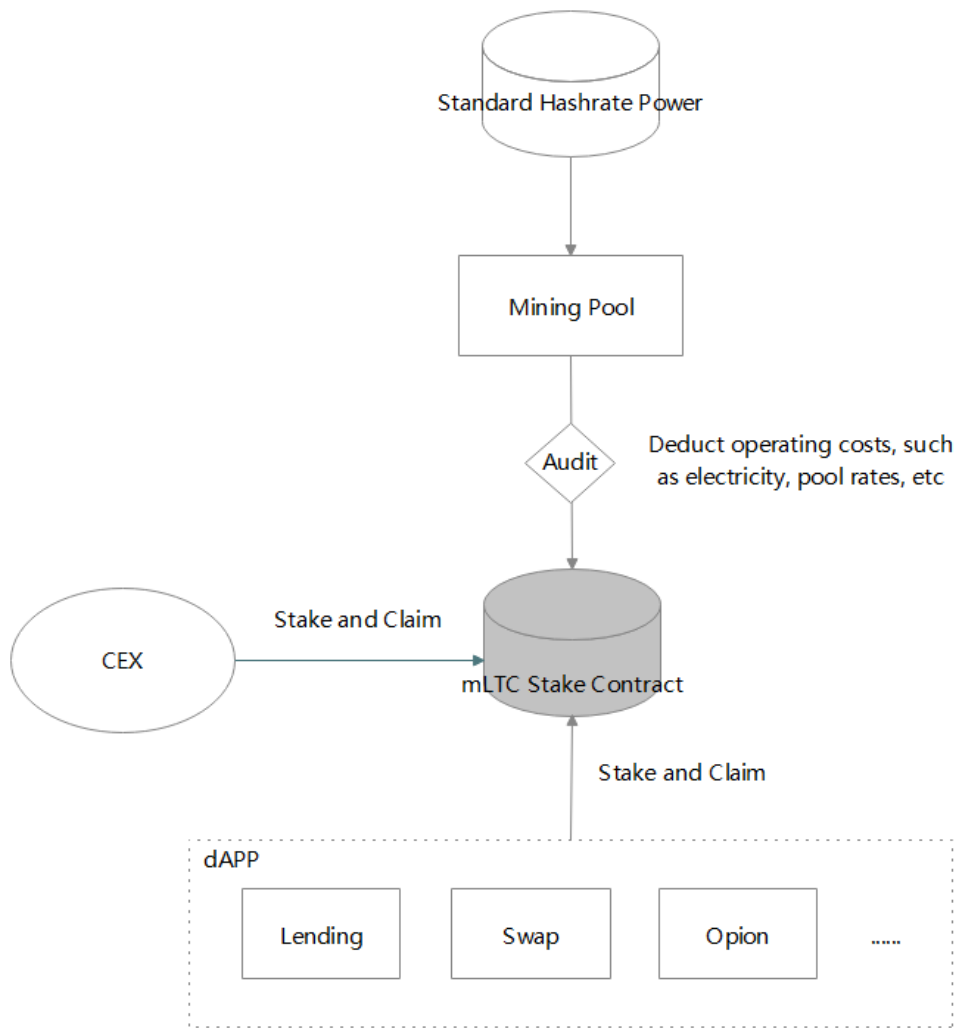 Standard Hashrate Power
Mining Pool
Audit
Deduct operating costs, such
as electricity, pool rates, etc
Stake and Claim
CEX
mLTC Stake Contract
Stake and Claim
dAPP
Lending
Swap
Opion
......